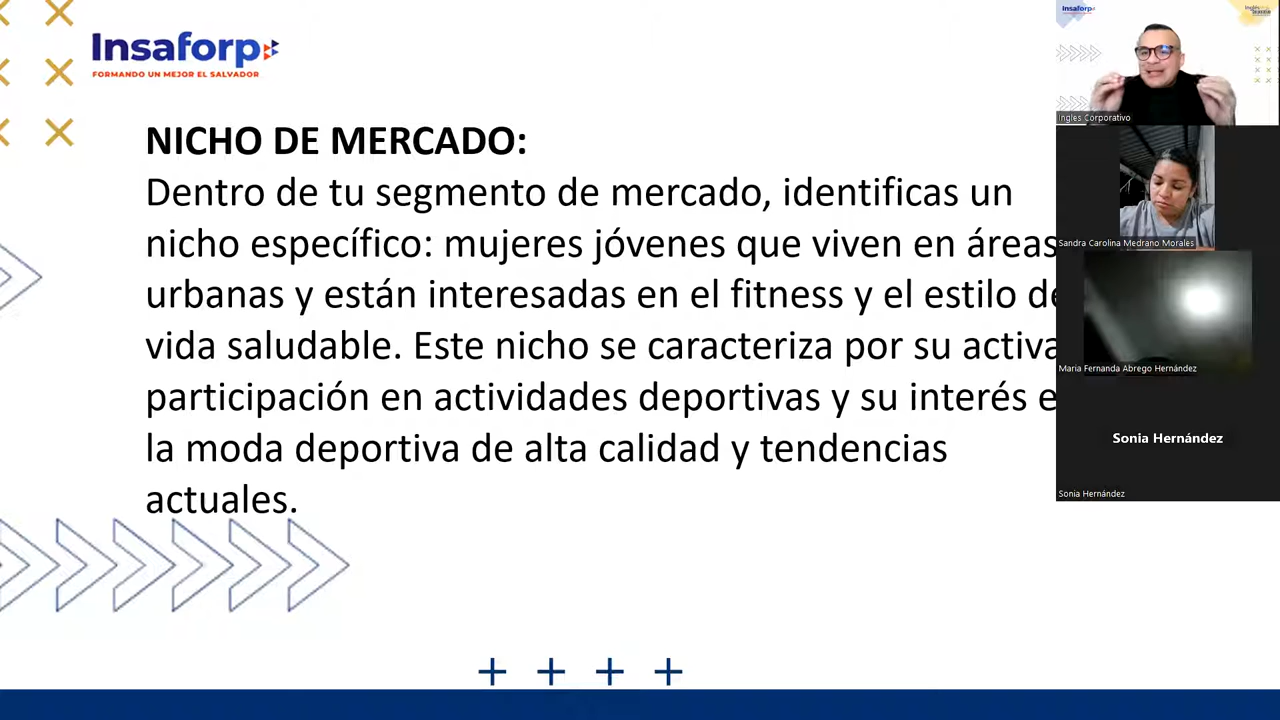 Insaforp
FORMANDO UN MEJOR EL SALVADOR
NICHO DE MERCADO:
Dentro de tu segmento de mercado, identificas un
nicho específico: mujeres jóvenes que viven en áreas
urbanas y están interesadas en el fitness y el estilo de
vida saludable. Este nicho se caracteriza por su activa
participación en actividades deportivas y su interés e
la moda deportiva de alta calidad y tendencias
actuales.
Insaforp
Ingles Corporativo
Sandra Carolina Medrano Morales
Maria Fernanda Abrego Hernández
Sonia Hernández
Sonia Hernández